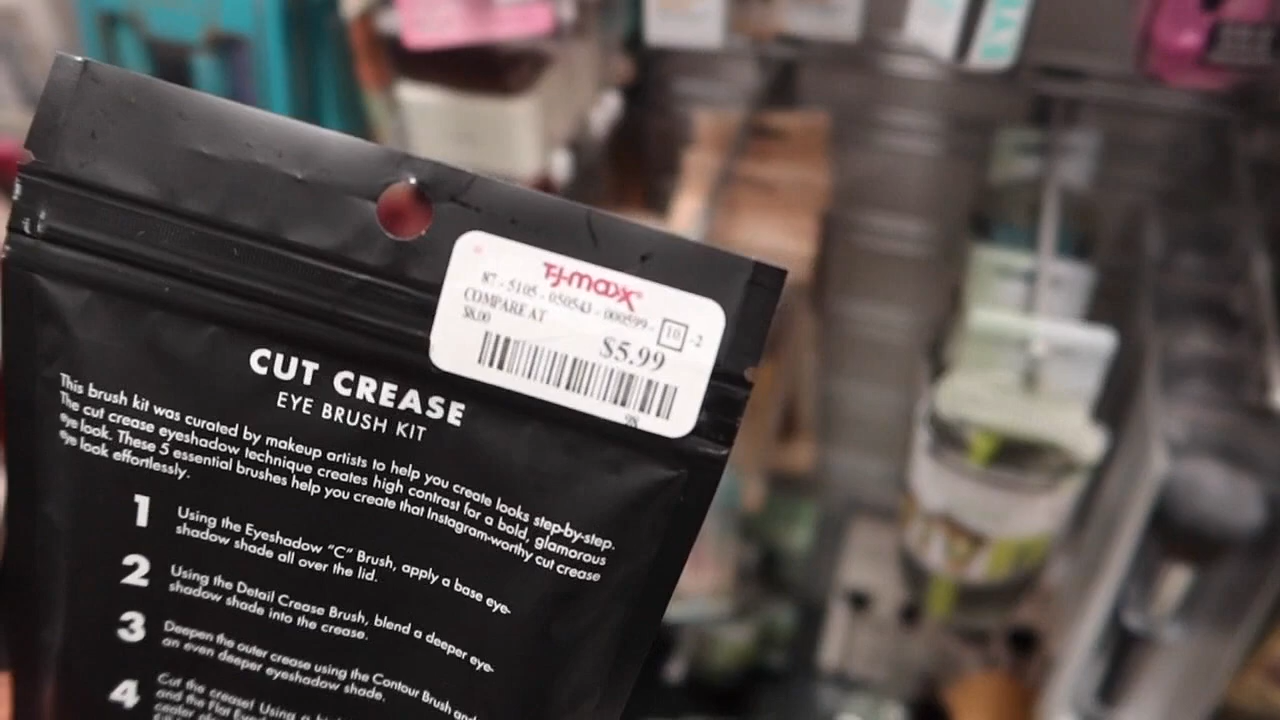 T·J·maxx®
87 - 5105 - 050543 - 000599 - 10 -2
COMPARE AT
$8.00
$5.99
CUT CREASE
EYE BRUSH KIT
This brush kit was curated by makeup artists to help you create looks step-by-step.
The cut crease eyeshadow technique creates high contrast for a bold, glamorous
eye look. These 5 essential brushes help you create that Instagram-worthy cut crease
eye look effortlessly.
1 Using the Eyeshadow “C” Brush, apply a base eye-
shadow shade all over the lid.
2 Using the Detail Crease Brush, blend a deeper eye-
shadow shade into the crease.
3 Deepen the outer crease using the Contour Brush and
an even deeper eyeshadow shade.
4 Cut the crease! Using a
and the Flat